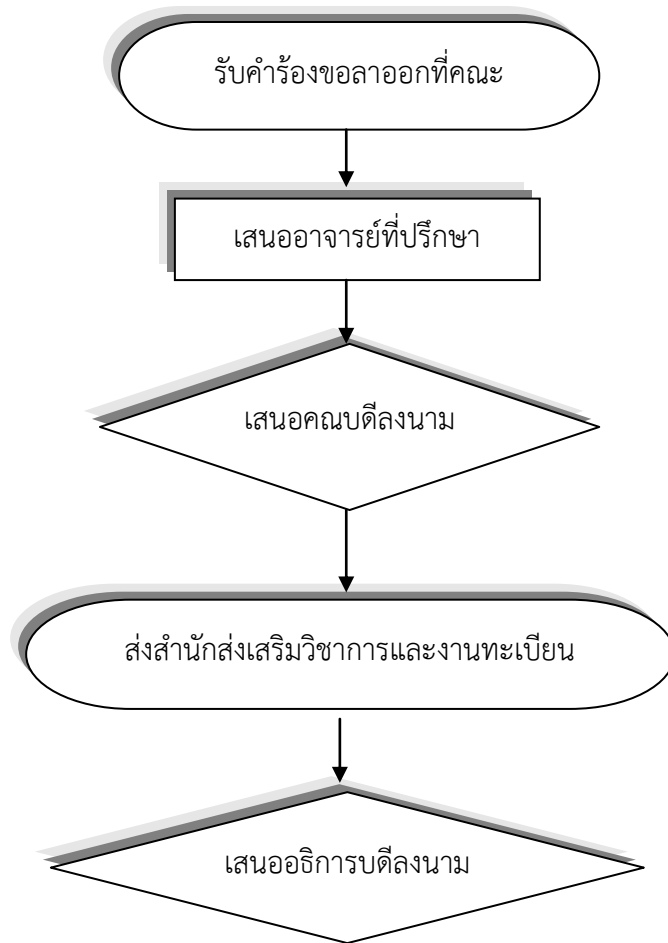 รับคำร้องขอลาออกที่คณะ
เสนออาจารย์ที่ปรึกษา
เสนอคณบดีลงนาม
ส่งสำนักส่งเสริมวิชาการและงานทะเบียน
เสนออธิการบดีลงนาม